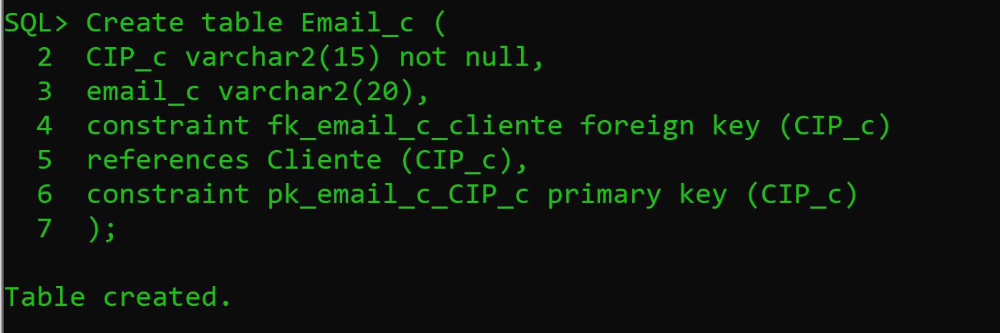 SQL> Create table Email_c (
  2  CIP_c varchar2(15) not null,
  3  email_c varchar2(20),
  4  constraint fk_email_c_cliente foreign key (CIP_c)
  5  references Cliente (CIP_c),
  6  constraint pk_email_c_CIP_c primary key (CIP_c)
  7  );
Table created.